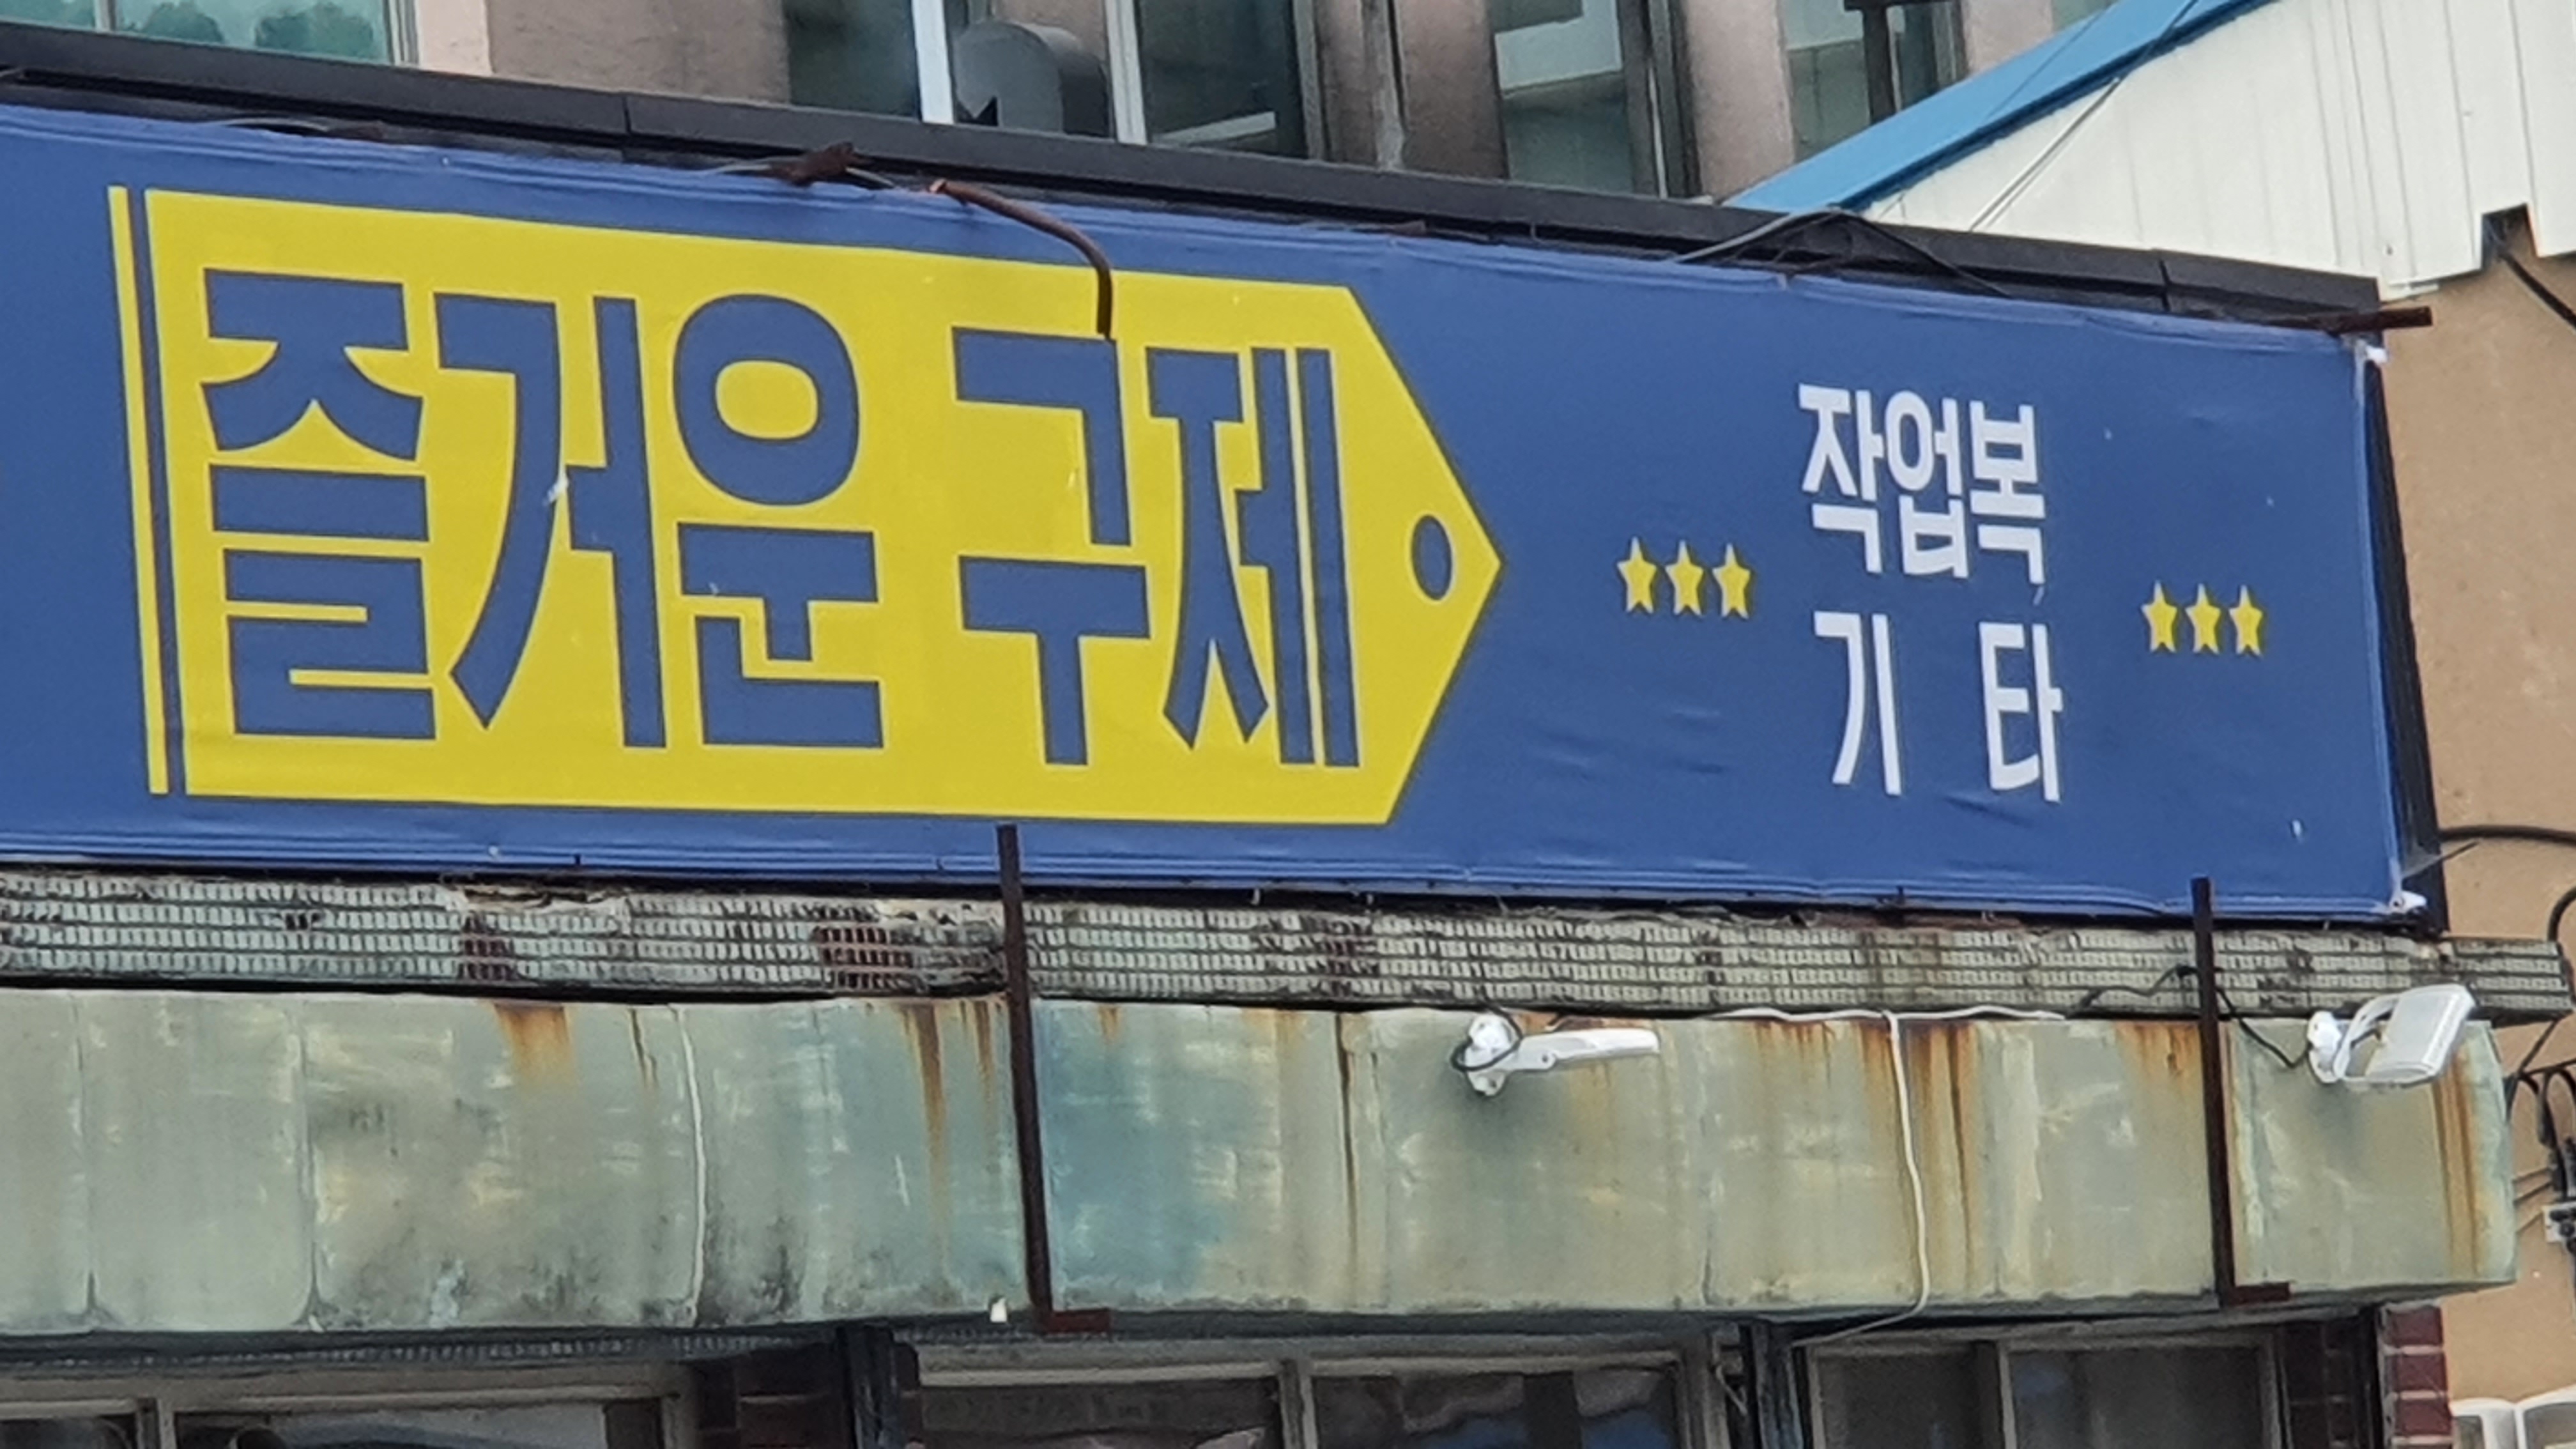 즐거운 구제
작업복
기 타